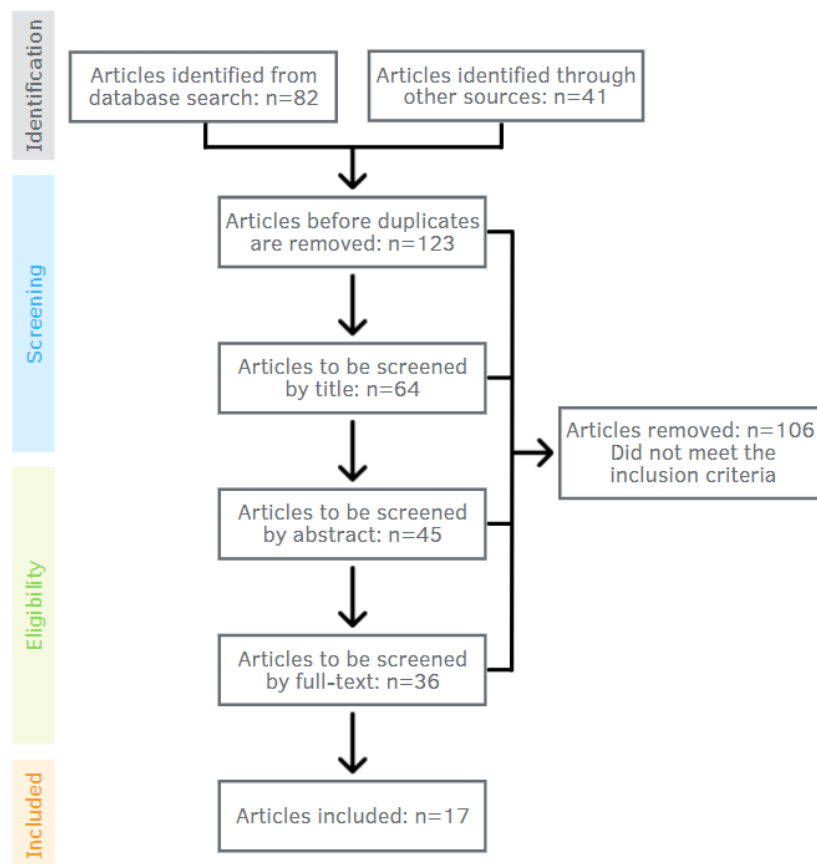 Identification
Articles identified from
database search: n=82
Articles identified through
other sources: n=41
Screening
Articles before duplicates
are removed: n=123
Articles to be screened
by title: n=64
Articles removed: n=106
Did not meet the
inclusion criteria
Eligibility
Articles to be screened
by abstract: n=45
Articles to be screened
by full-text: n=36
Included
Articles included: n=17